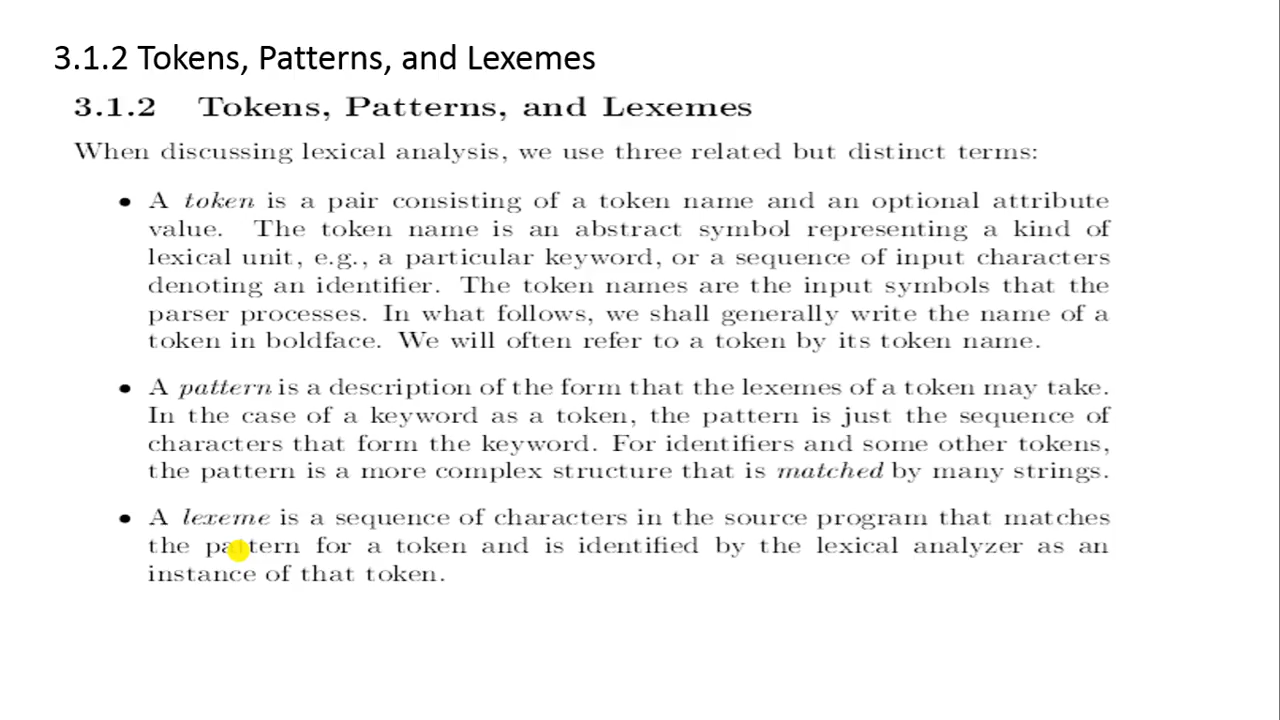 3.1.2 Tokens, Patterns, and Lexemes
3.1.2 Tokens, Patterns, and Lexemes
When discussing lexical analysis, we use three related but distinct terms:
• A token is a pair consisting of a token name and an optional attribute
value. The token name is an abstract symbol representing a kind of
lexical unit, e.g., a particular keyword, or a sequence of input characters
denoting an identifier. The token names are the input symbols that the
parser processes. In what follows, we shall generally write the name of a
token in boldface. We will often refer to a token by its token name.
• A pattern is a description of the form that the lexemes of a token may take.
In the case of a keyword as a token, the pattern is just the sequence of
characters that form the keyword. For identifiers and some other tokens,
the pattern is a more complex structure that is matched by many strings.
• A lexeme is a sequence of characters in the source program that matches
the pattern for a token and is identified by the lexical analyzer as an
instance of that token.